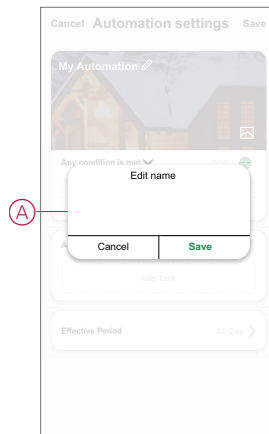 Cancel Automation settings Save
My Automation
Any condition is met
Edit name
A
Cancel Save
Add Task
Effective Period All-Day